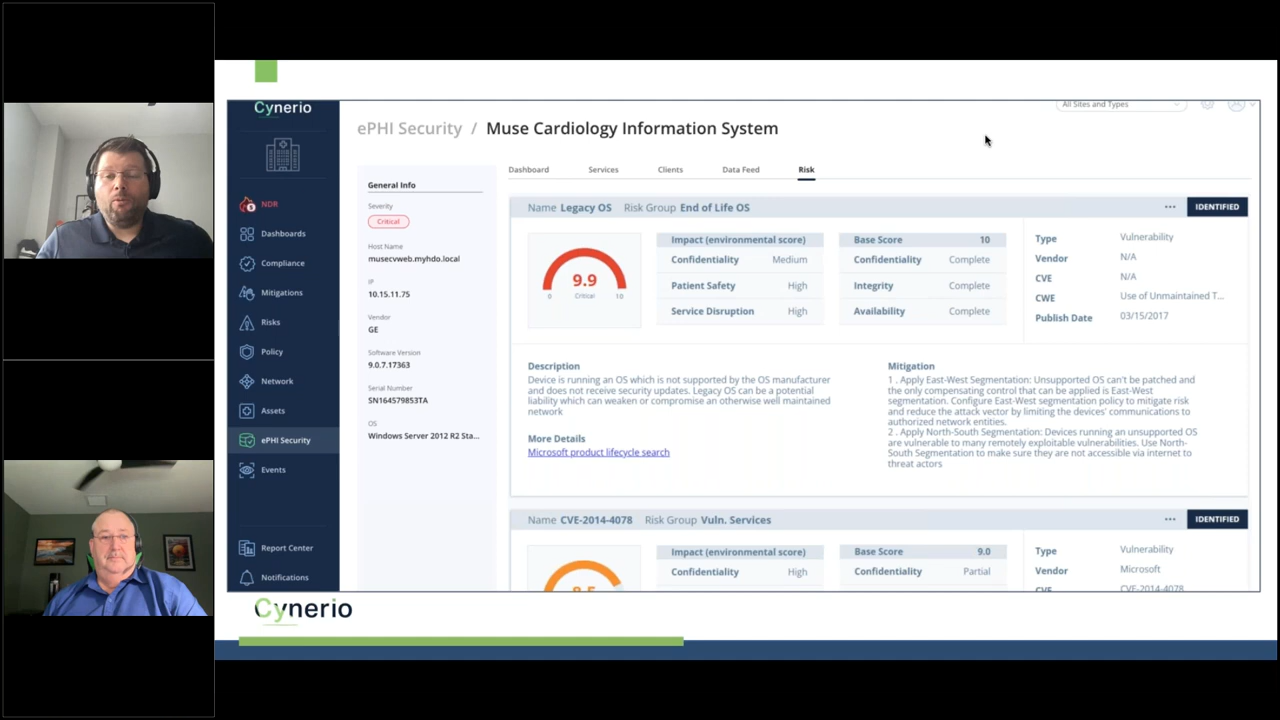 Cynerio
All Sites and Types
ePHI Security / Muse Cardiology Information System
NDR
Dashboards
Compliance
Mitigations
Risks
Policy
Network
Assets
ePHI Security
Events
Report Center
Notifications
General Info
Severity
Critical
Host Name
musecvweb.myhdo.local
IP
10.15.11.75
Vendor
GE
Software Version
9.0.7.17363
Serial Number
SN164579853TA
OS
Windows Server 2012 R2 Sta...
Dashboard Services Clients Data Feed Risk
Name Legacy OS Risk Group End of Life OS ... IDENTIFIED
9.9
Critical
0 10
Impact (environmental score)
Confidentiality Medium
Patient Safety High
Service Disruption High
Base Score 10
Confidentiality Complete
Integrity Complete
Availability Complete
Type Vulnerability
Vendor N/A
CVE N/A
CWE Use of Unmaintained T...
Publish Date 03/15/2017
Description
Device is running an OS which is not supported by the OS manufacturer
and does not receive security updates. Legacy OS can be a potential
liability which can weaken or compromise an otherwise well maintained
network
More Details
Microsoft product lifecycle search
Mitigation
1 . Apply East-West Segmentation: Unsupported OS can't be patched and
the only compensating control that can be applied is East-West
segmentation. Configure East-West segmentation policy to mitigate risk
and reduce the attack vector by limiting the devices' communications to
authorized network entities.
2 . Apply North-South Segmentation: Devices running an unsupported OS
are vulnerable to many remotely exploitable vulnerabilities. Use North-
South Segmentation to make sure they are not accessible via internet to
threat actors
Name CVE-2014-4078 Risk Group Vuln. Services ... IDENTIFIED
8.5
Impact (environmental score)
Confidentiality High
Base Score 9.0
Confidentiality Partial
Type Vulnerability
Vendor Microsoft
CVE CVE-2014-4078
Cynerio